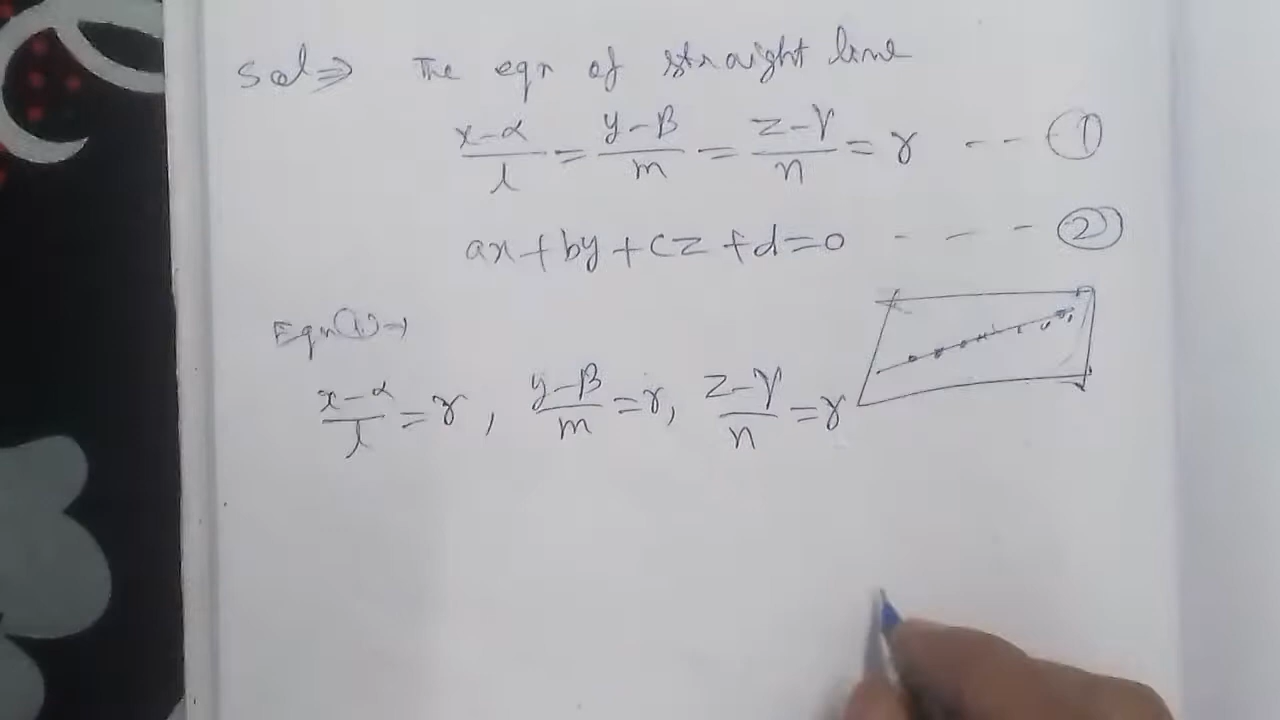 Sol ⇒ The eqn of straight line
x-α/l = y-β/m = z-γ/n = r -- ①
ax+by+cz+d=0 - - - ②
Eqn(1)→
x-α/l = r, y-β/m = r, z-γ/n = r